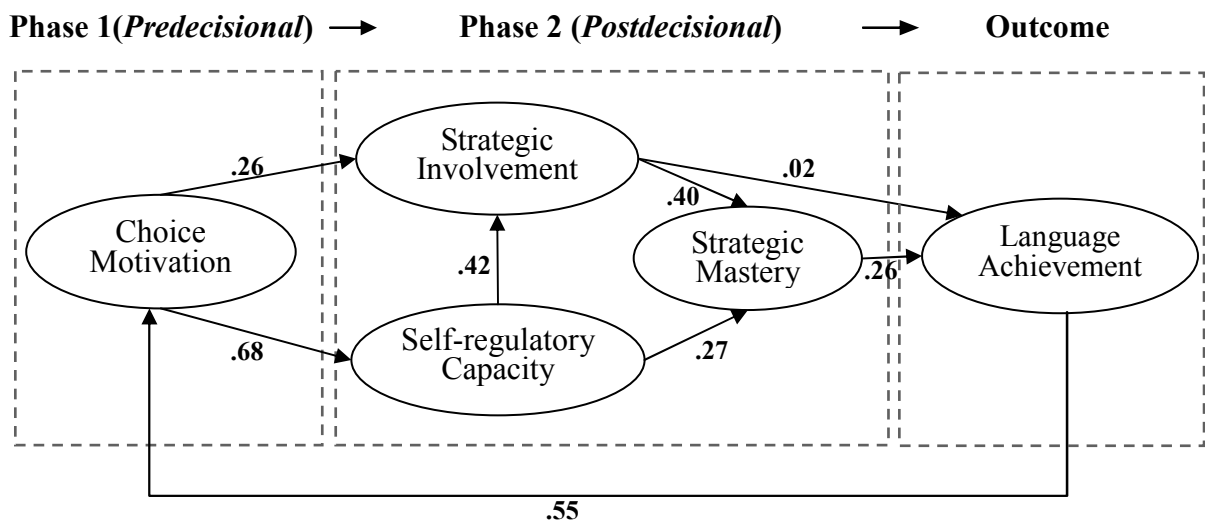 Phase 1(Predecisional) Phase 2 (Postdecisional) Outcome
Strategic
Involvement
.26
.02
.40
Choice
Motivation
Strategic
Mastery
Language
Achievement
.42
.26
.68
Self-regulatory
Capacity
.27
.55